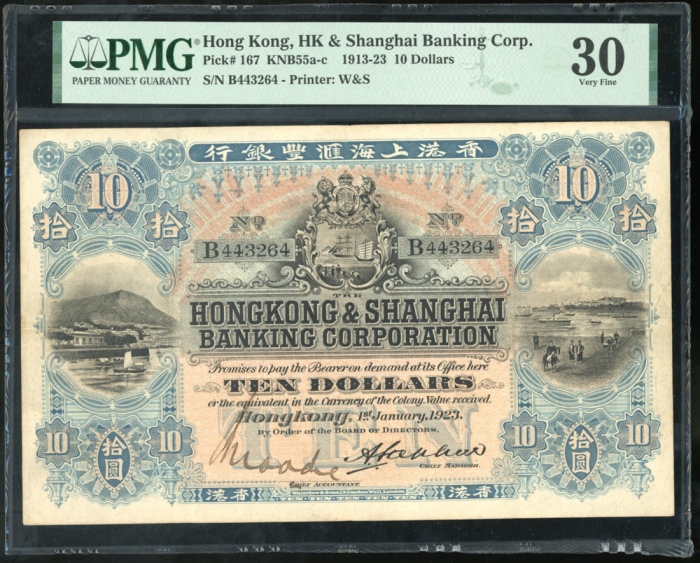 PMG
PAPER MONEY GUARANTY
Hong Kong, HK & Shanghai Banking Corp.
Pick# 167 KNB55a-c 1913-23 10 Dollars
S/N B443264 - Printer: W&S
30
Very Fine
行銀豐滙海上港香
10
10
拾
拾
No
No
B443264
B443264
THE
HONGKONG & SHANGHAI
BANKING CORPORATION
Promises to pay the Bearer on demand at its Office here
TEN DOLLARS
or the equivalent in the Currency of the Colony, Value received.
Hongkong, 1st January, 1923.
By Order of the BOARD OF DIRECTORS.
TEN
10
拾圓
10
10
拾圓
10
CHIEF MANAGER.
CHIEF ACCOUNTANT.
港香
港香